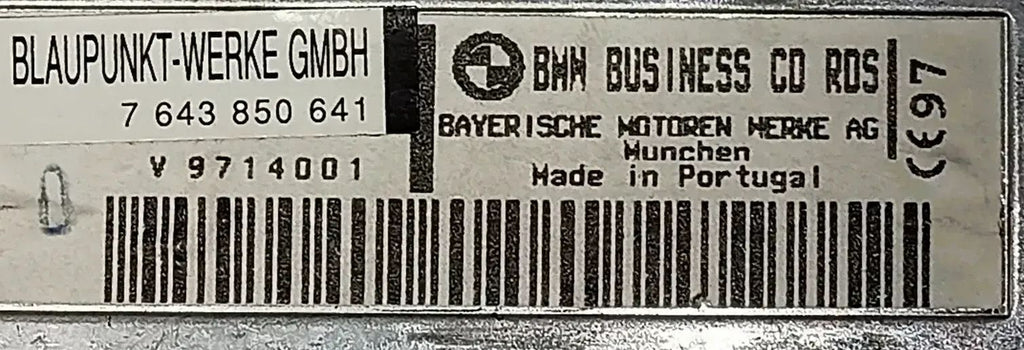 BLAUPUNKT-WERKE GMBH
7 643 850 641
V 9714001
BMW BUSINESS CD RDS
BAYERISCHE MOTOREN WERKE AG
Munchen
Made in Portugal
CE97
0